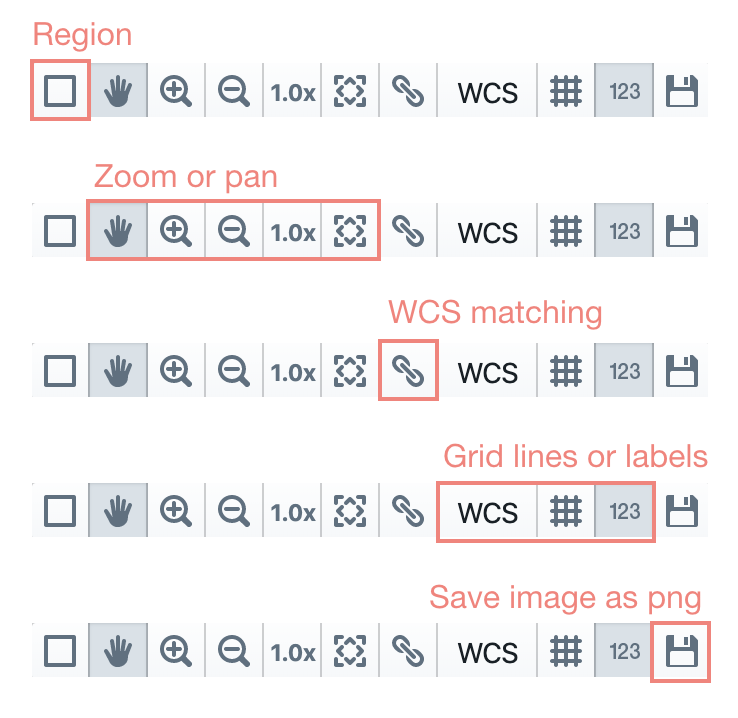 Region
1.0x WCS 123
Zoom or pan
1.0x WCS 123
WCS matching
1.0x WCS 123
Grid lines or labels
1.0x WCS 123
Save image as png
1.0x WCS 123